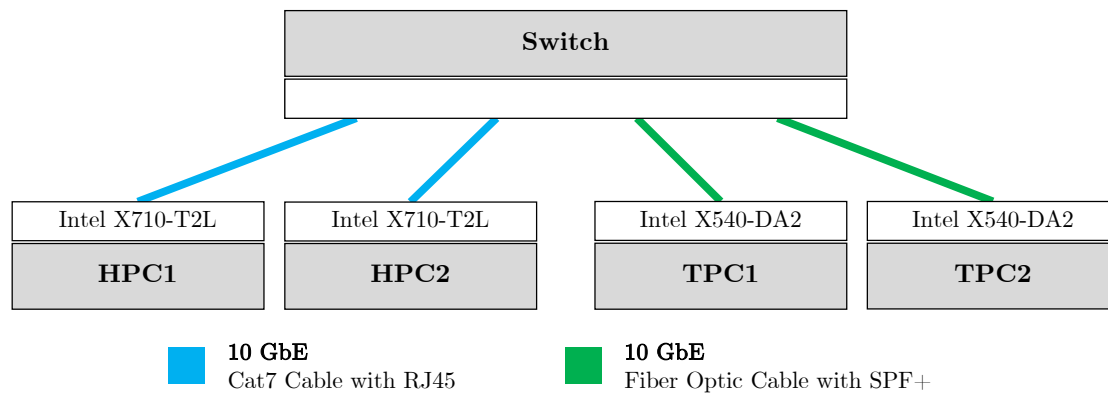 Switch
Intel X710-T2L
Intel X710-T2L
Intel X540-DA2
Intel X540-DA2
HPC1
HPC2
TPC1
TPC2
10 GbE
Cat7 Cable with RJ45
10 GbE
Fiber Optic Cable with SPF+